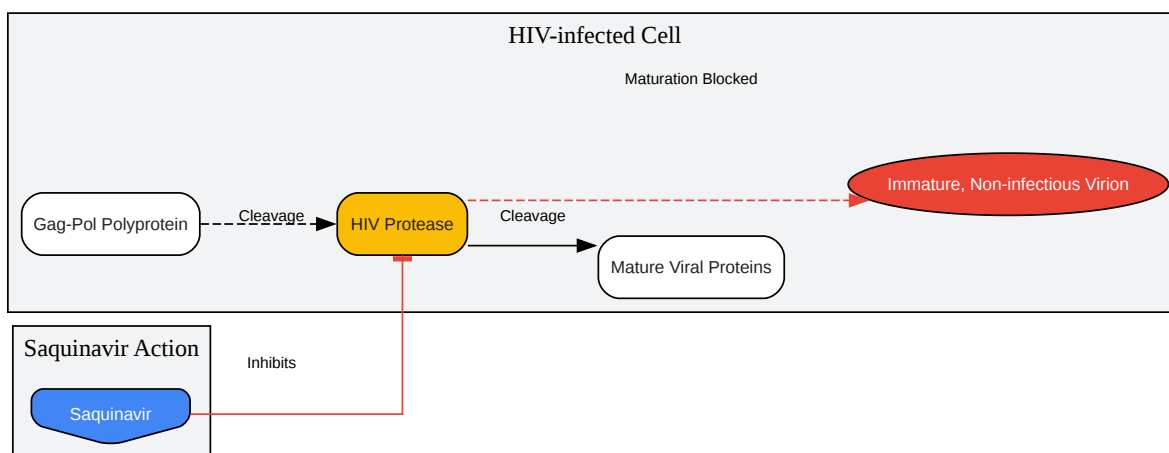 HIV-infected Cell
Maturation Blocked
Immature, Non-infectious Virion
Gag-Pol Polyprotein
Cleavage
HIV Protease
Cleavage
Mature Viral Proteins
Saquinavir Action
Inhibits
Saquinavir